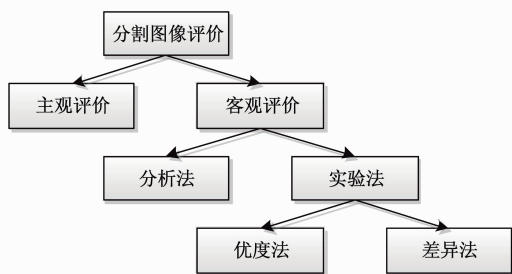 分割图像评价
主观评价
客观评价
分析法
实验法
优度法
差异法